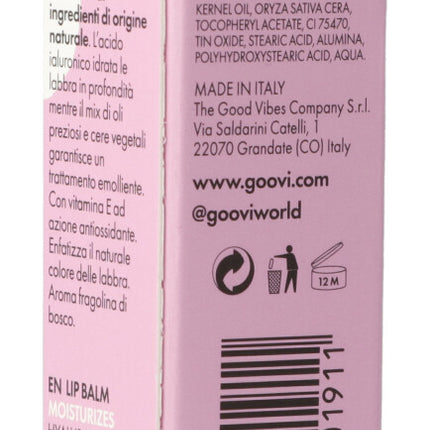 ingredienti di origine
naturale. L'acido
ialuronico idrata le
labbra in profondità
mentre il mix di oli
preziosi e cere vegetali
garantisce un
trattamento emolliente.
Con vitamina E ad
azione antiossidante.
Enfatizza il naturale
colore delle labbra.
Aroma fragolina di
bosco.
EN LIP BALM
MOISTURIZES
KERNEL OIL, ORYZA SATIVA CERA,
TOCOPHERYL ACETATE, CI 75470,
TIN OXIDE, STEARIC ACID, ALUMINA,
POLYHYDROXYSTEARIC ACID, AQUA.
MADE IN ITALY
The Good Vibes Company S.r.l.
Via Saldarini Catelli, 1
22070 Grandate (CO) Italy
www.goovi.com
@gooviworld
12 M
01911